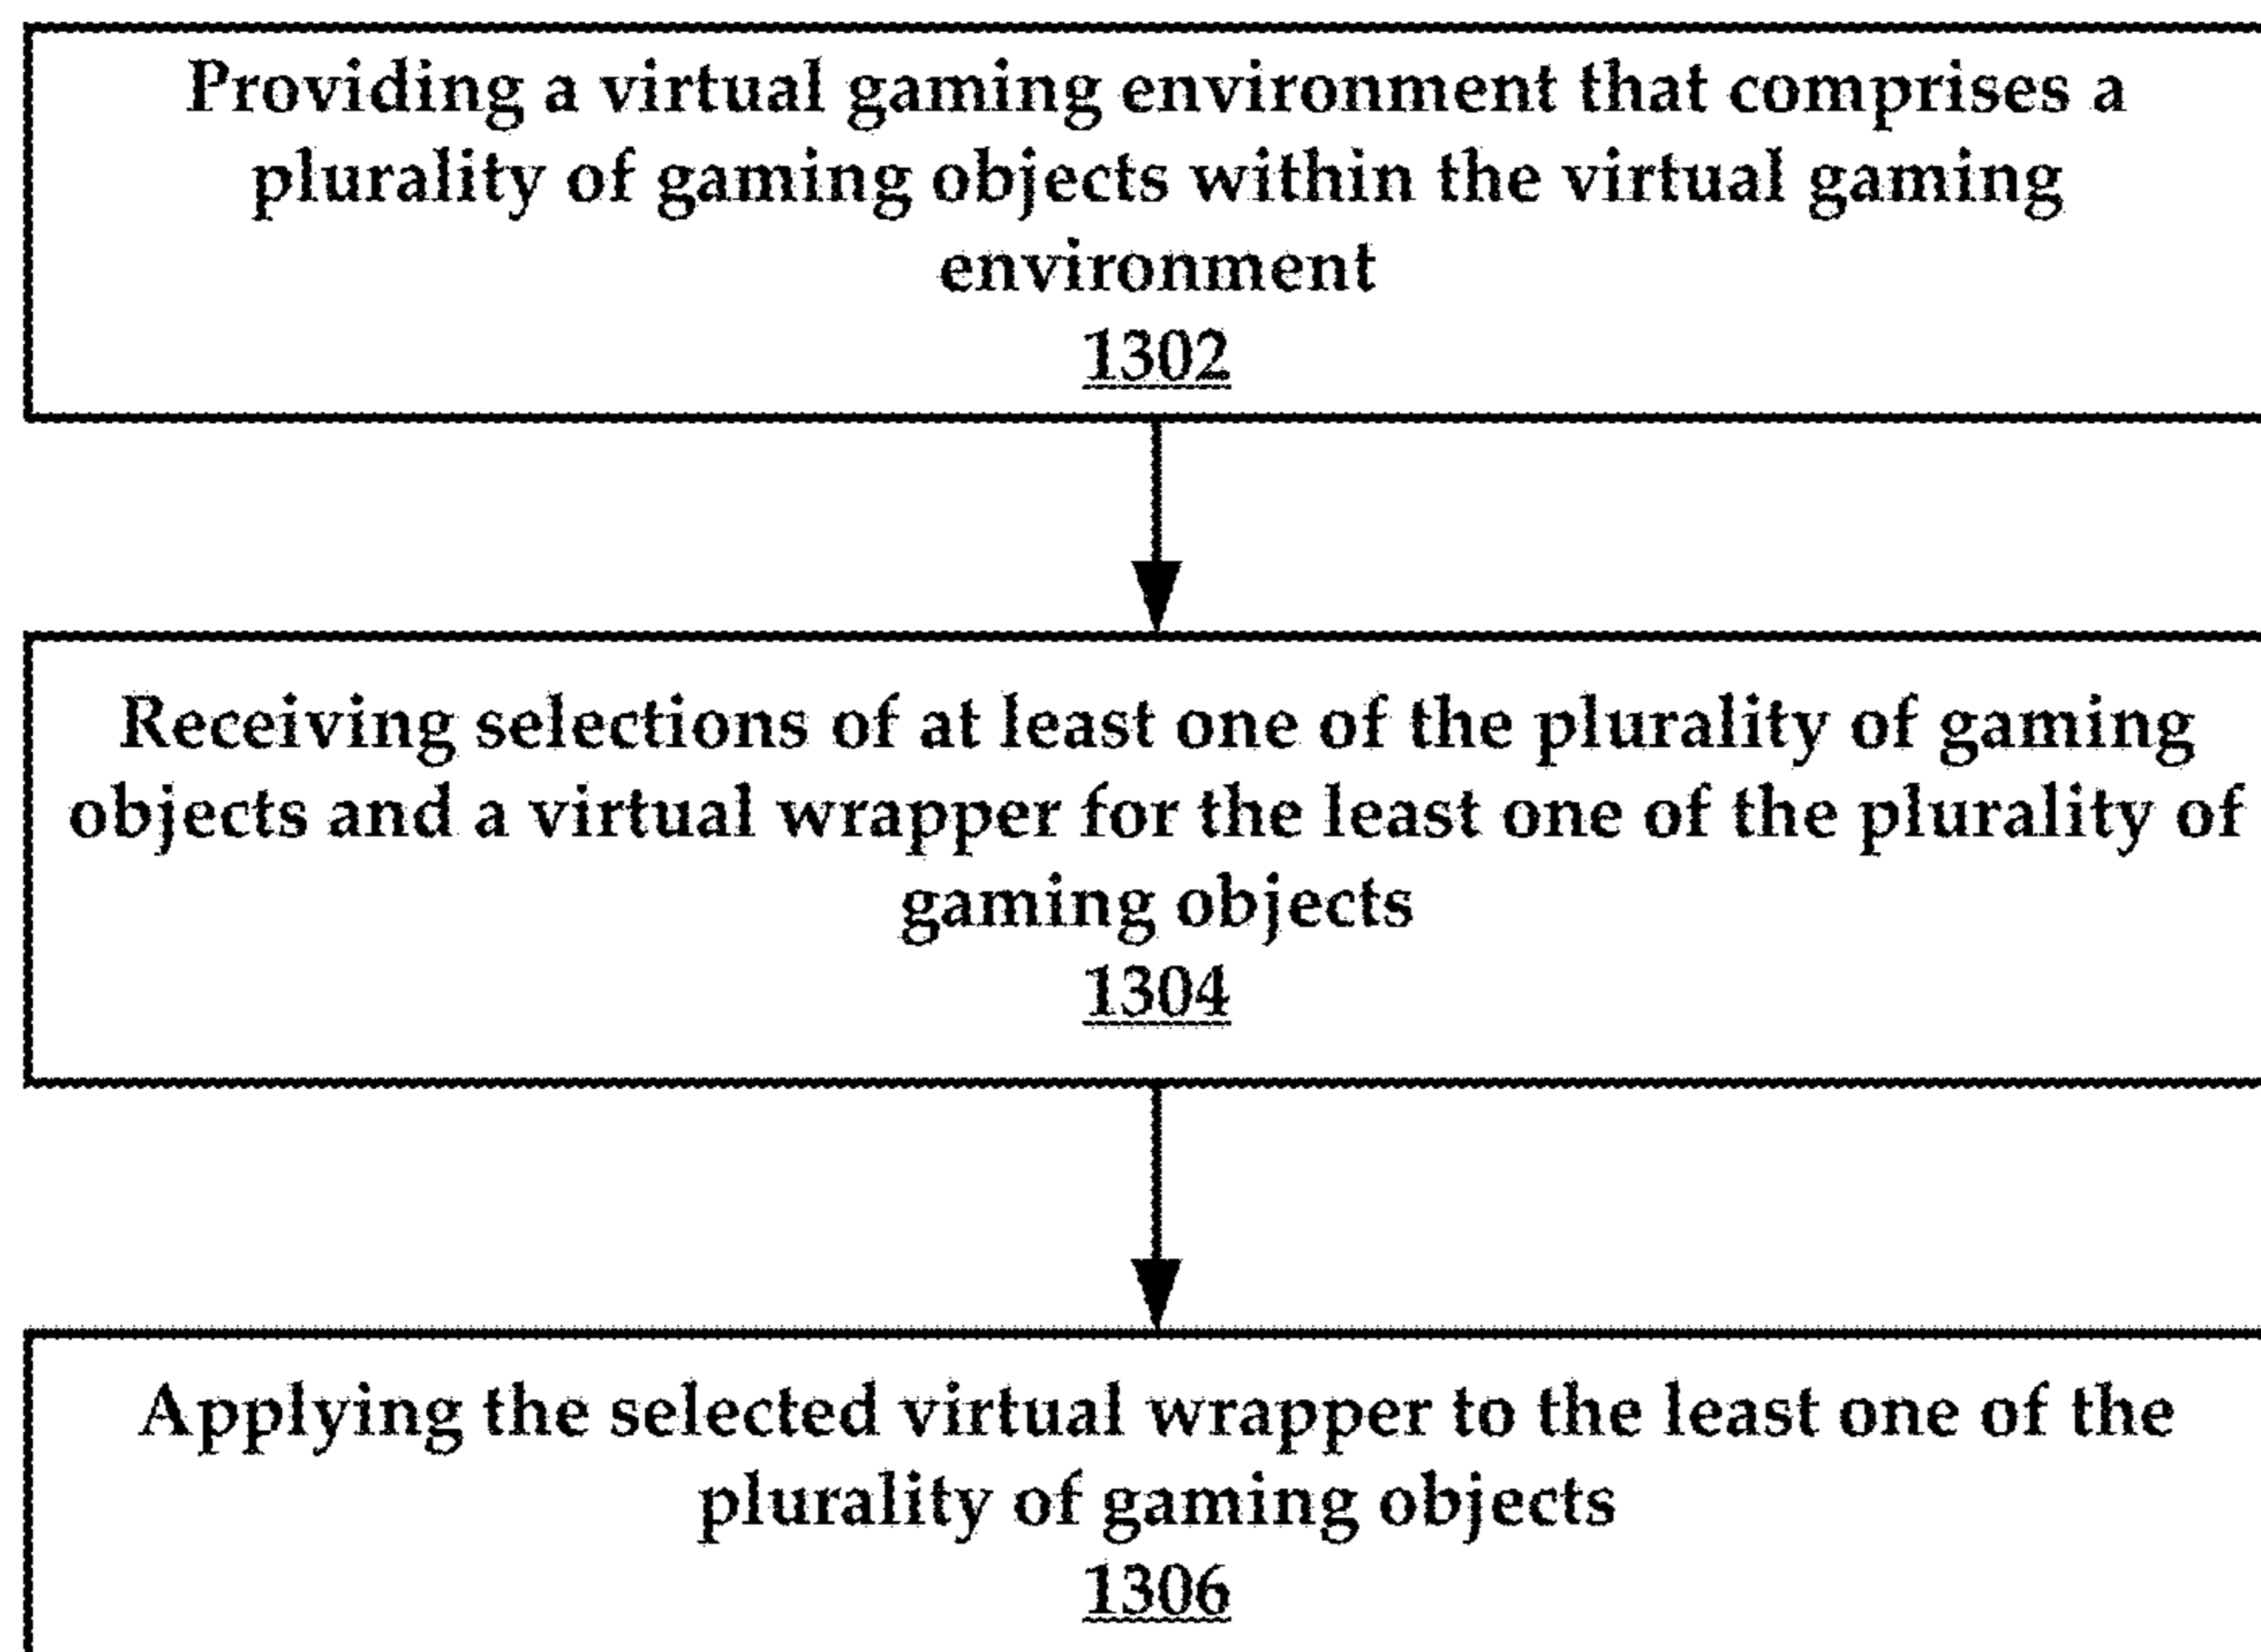 Providing a virtual gaming environment that comprises a
plurality of gaming objects within the virtual gaming
environment
1302
Receiving selections of at least one of the plurality of gaming
objects and a virtual wrapper for the least one of the plurality of
gaming objects
1304
Applying the selected virtual wrapper to the least one of the
plurality of gaming objects
1306